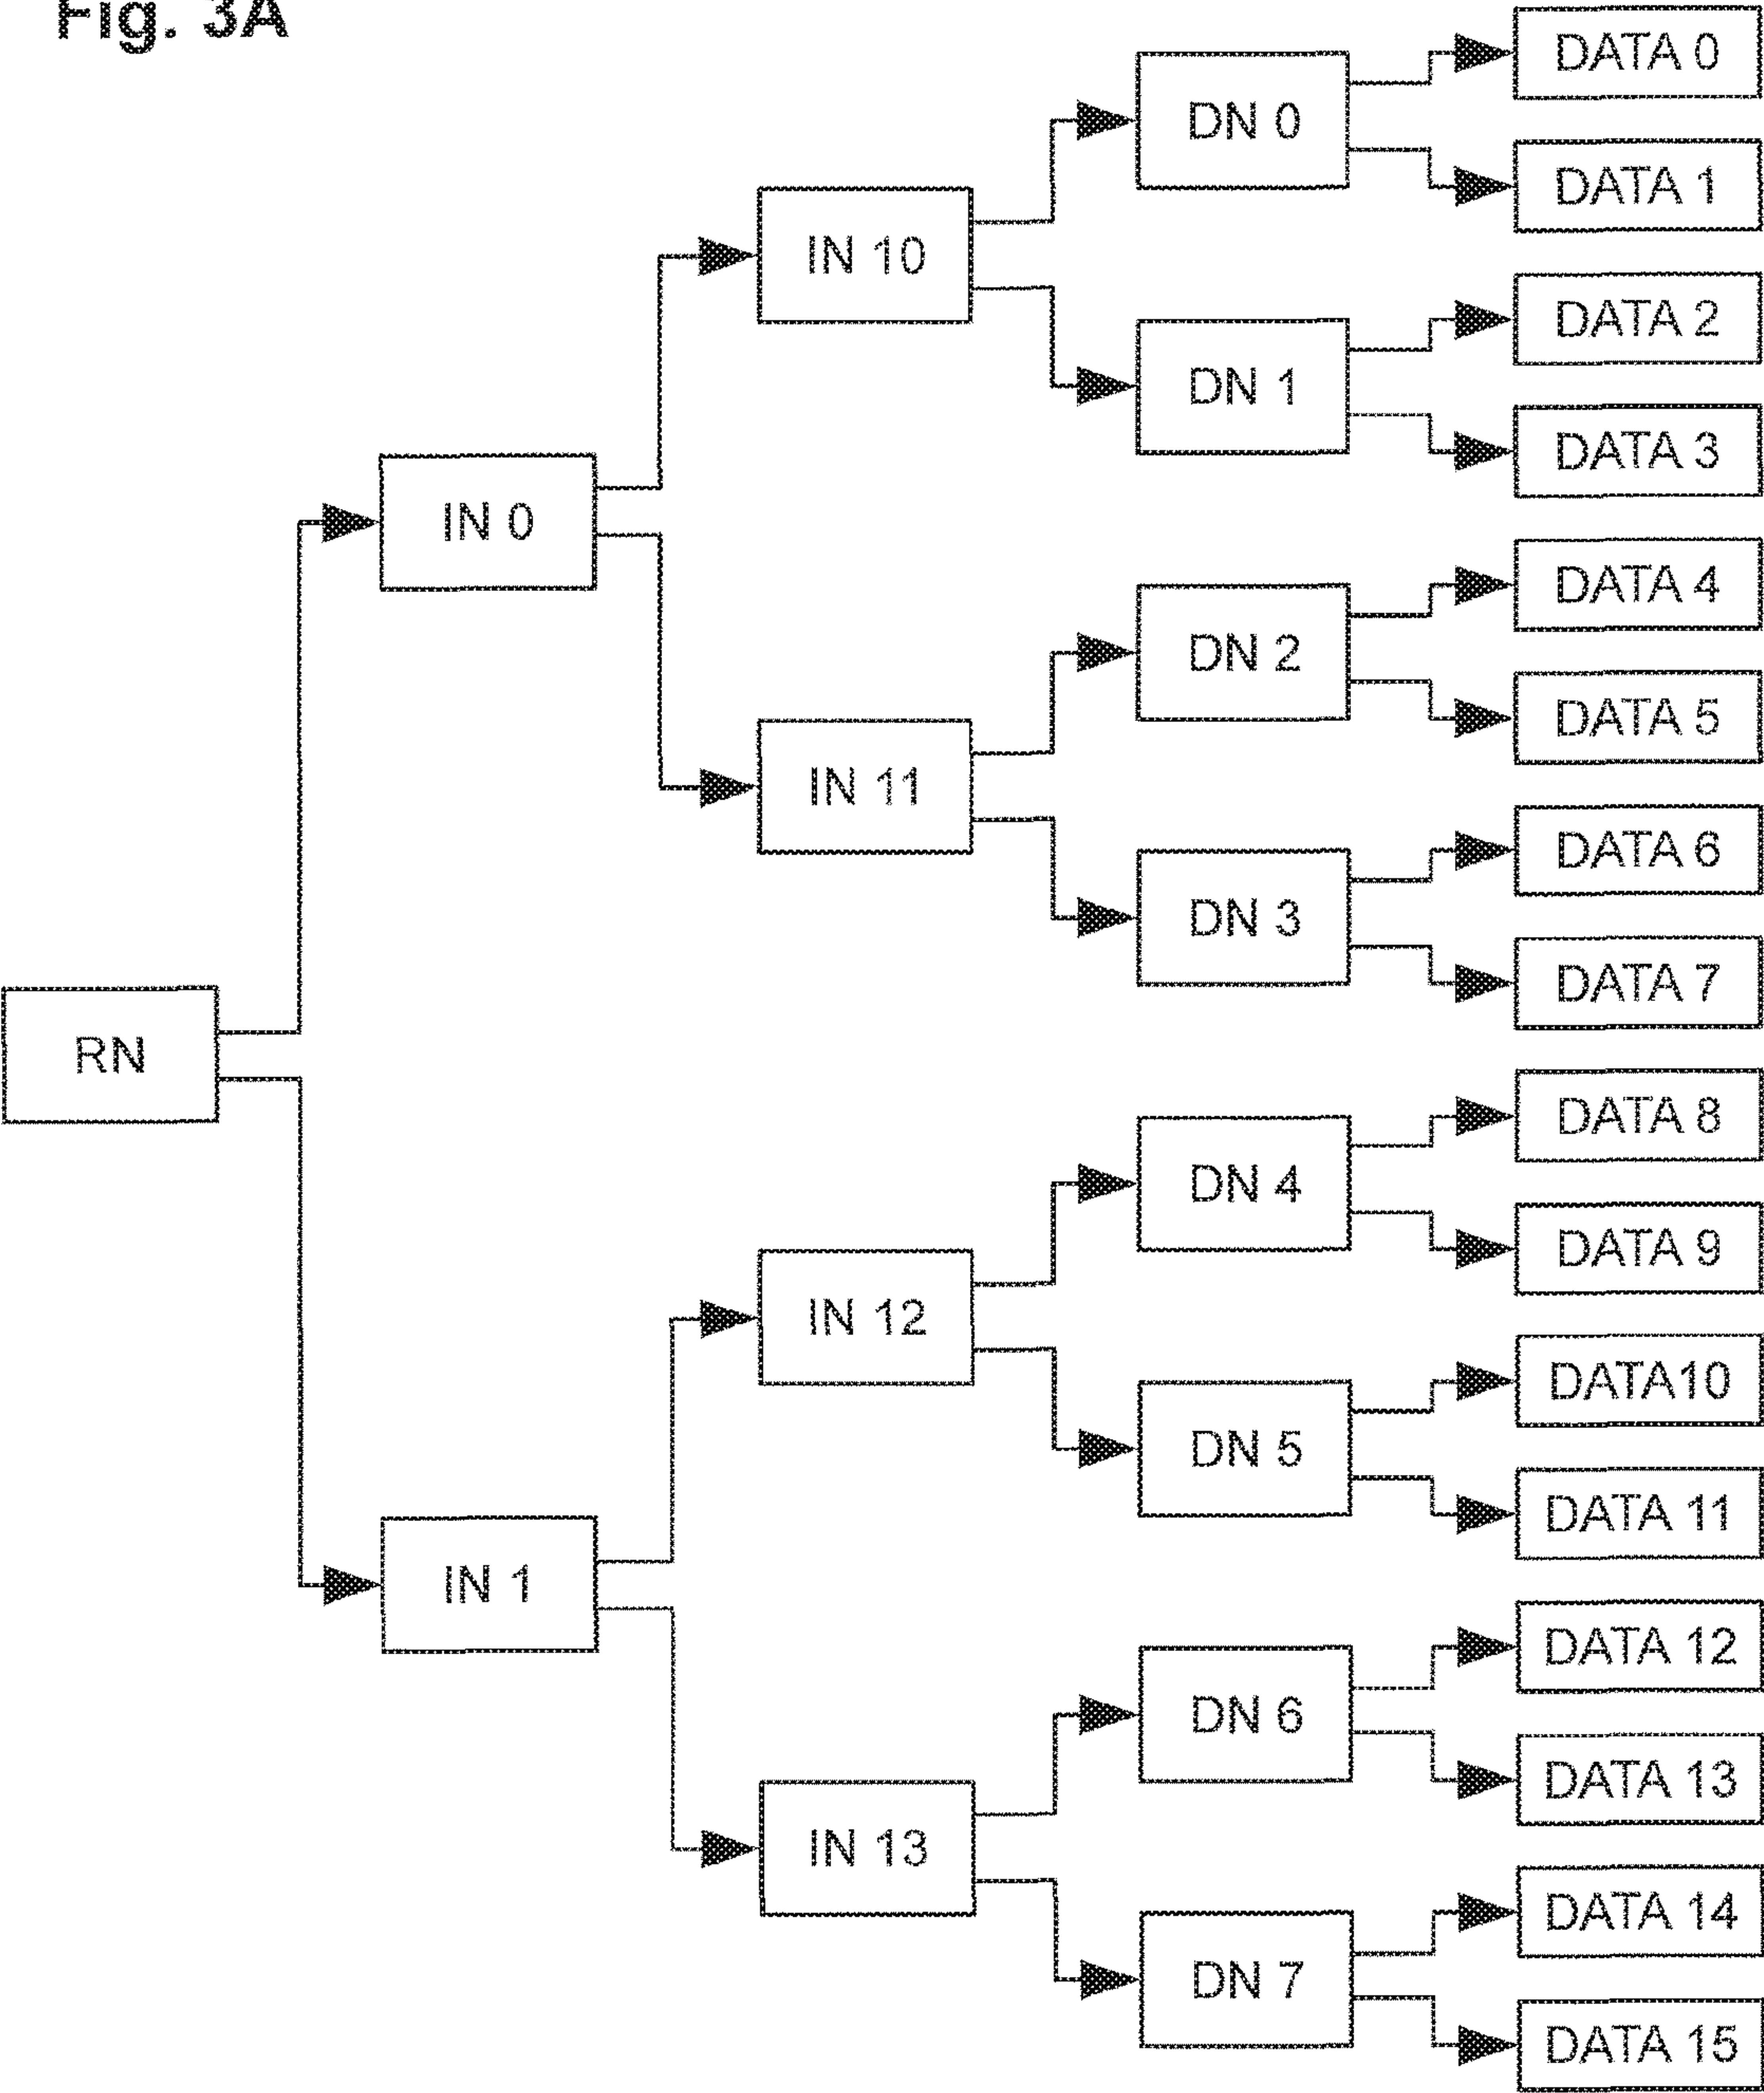 Fig. 3A
DATA 0
DN 0
DATA 1
IN 10
DATA 2
DN 1
DATA 3
IN 0
DATA 4
DN 2
DATA 5
IN 11
DATA 6
DN 3
DATA 7
RN
DATA 8
DN 4
DATA 9
IN 12
DATA10
DN 5
DATA 11
IN 1
DATA 12
DN 6
DATA 13
IN 13
DATA 14
DN 7
DATA 15